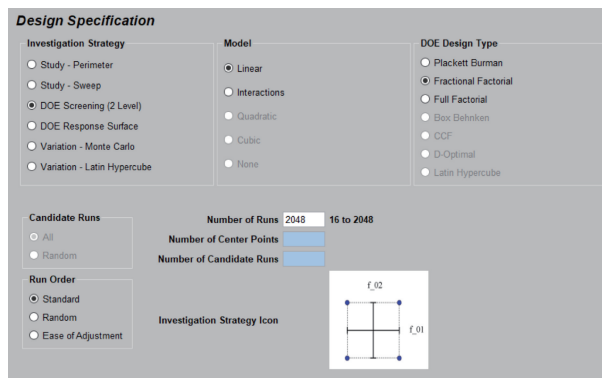 Design Specification
Investigation Strategy
Study - Perimeter
Study - Sweep
DOE Screening (2 Level)
DOE Response Surface
Variation - Monte Carlo
Variation - Latin Hypercube
Model
Linear
Interactions
Quadratic
Cubic
None
DOE Design Type
Plackett Burman
Fractional Factorial
Full Factorial
Box Behnken
CCF
D-Optimal
Latin Hypercube
Candidate Runs
All
Random
Number of Runs 2048 16 to 2048
Number of Center Points
Number of Candidate Runs
Run Order
Standard
Random
Ease of Adjustment
Investigation Strategy Icon
f_02
f_01